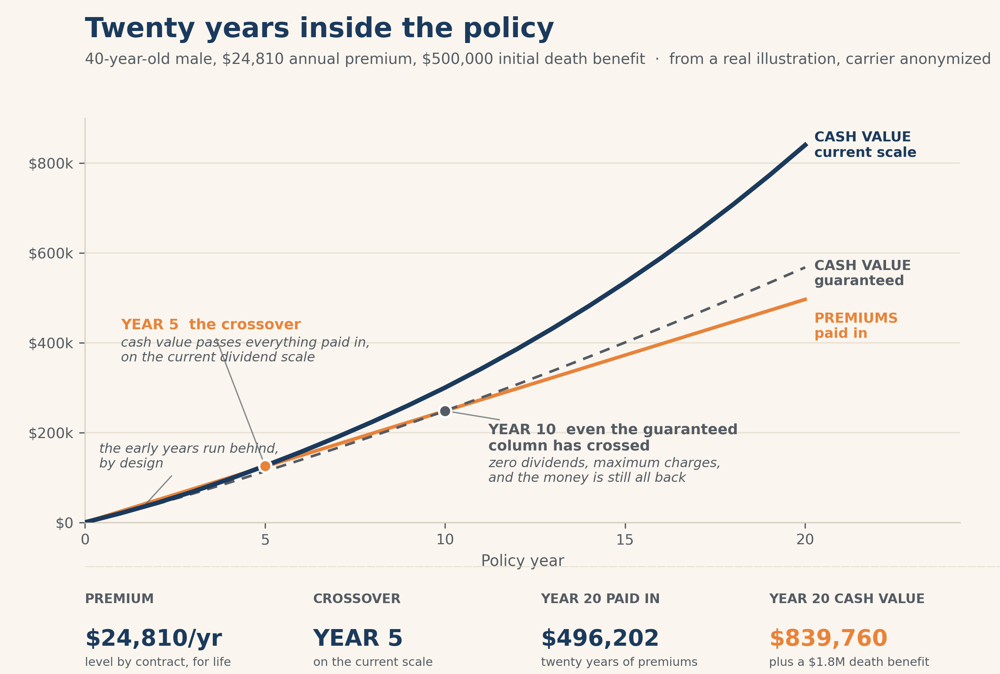 Twenty years inside the policy
40-year-old male, $24,810 annual premium, $500,000 initial death benefit · from a real illustration, carrier anonymized
CASH VALUE
current scale
$800k
$600k
CASH VALUE
guaranteed
PREMIUMS
paid in
YEAR 5 the crossover
cash value passes everything paid in,
on the current dividend scale
$400k
YEAR 10 even the guaranteed
column has crossed
zero dividends, maximum charges,
and the money is still all back
$200k
the early years run behind,
by design
$0
0 5 10 15 20
Policy year
PREMIUM
$24,810/yr
level by contract, for life
CROSSOVER
YEAR 5
on the current scale
YEAR 20 PAID IN
$496,202
twenty years of premiums
YEAR 20 CASH VALUE
$839,760
plus a $1.8M death benefit